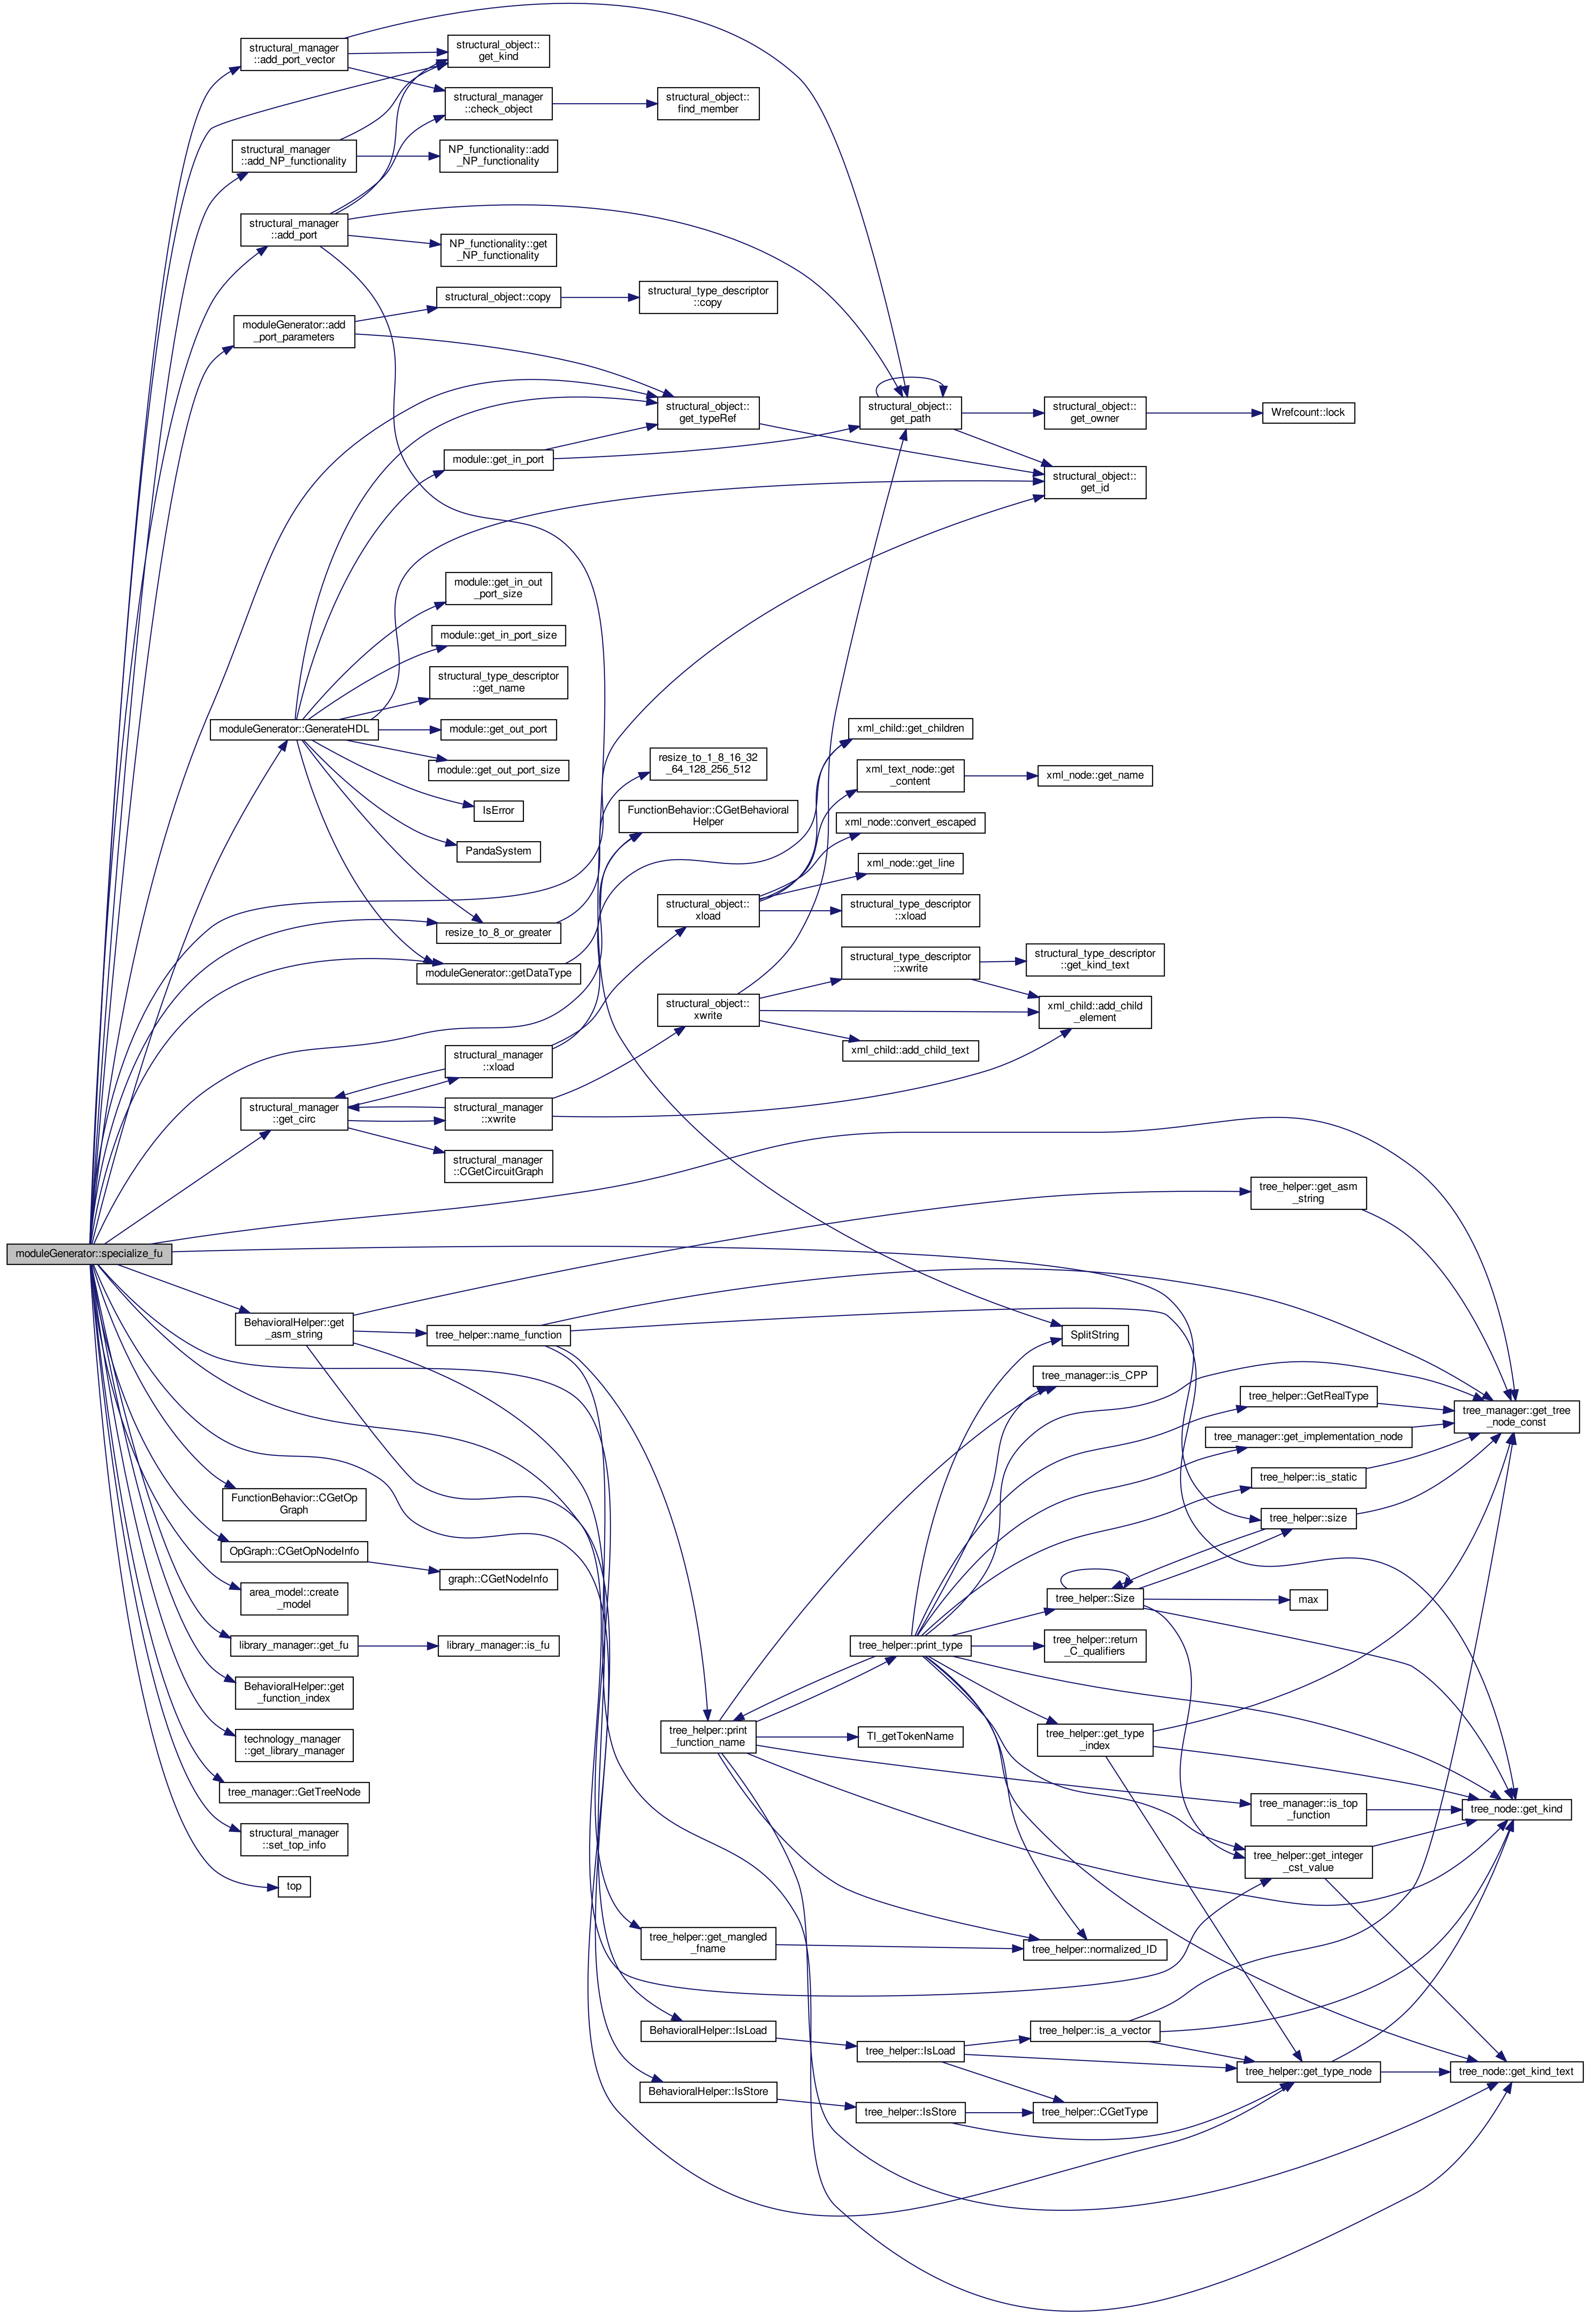 structural_manager
::add_port_vector
structural_object::
get_kind
structural_manager
::check_object
structural_object::
find_member
structural_manager
::add_NP_functionality
NP_functionality::add
_NP_functionality
structural_manager
::add_port
NP_functionality::get
_NP_functionality
structural_object::copy
structural_type_descriptor
::copy
moduleGenerator::add
_port_parameters
structural_object::
get_typeRef
structural_object::
get_path
structural_object::
get_owner
Wrefcount::lock
module::get_in_port
structural_object::
get_id
module::get_in_out
_port_size
module::get_in_port_size
structural_type_descriptor
::get_name
moduleGenerator::GenerateHDL
module::get_out_port
module::get_out_port_size
IsError
PandaSystem
resize_to_1_8_16_32
_64_128_256_512
FunctionBehavior::CGetBehavioral
Helper
xml_child::get_children
xml_text_node::get
_content
xml_node::get_name
xml_node::convert_escaped
xml_node::get_line
structural_object::
xload
structural_type_descriptor
::xload
resize_to_8_or_greater
moduleGenerator::getDataType
structural_type_descriptor
::xwrite
structural_type_descriptor
::get_kind_text
structural_object::
xwrite
xml_child::add_child
_element
xml_child::add_child_text
structural_manager
::xload
structural_manager
::get_circ
structural_manager
::xwrite
structural_manager
::CGetCircuitGraph
tree_helper::get_asm
_string
moduleGenerator::specialize_fu
BehavioralHelper::get
_asm_string
tree_helper::name_function
SplitString
tree_manager::is_CPP
tree_helper::GetRealType
tree_manager::get_tree
_node_const
tree_manager::get_implementation_node
tree_helper::is_static
tree_helper::size
FunctionBehavior::CGetOp
Graph
OpGraph::CGetOpNodeInfo
graph::CGetNodeInfo
area_model::create
_model
tree_helper::Size
max
library_manager::get_fu
library_manager::is_fu
tree_helper::print_type
tree_helper::return
_C_qualifiers
BehavioralHelper::get
_function_index
technology_manager
::get_library_manager
tree_helper::print
_function_name
TI_getTokenName
tree_helper::get_type
_index
tree_manager::GetTreeNode
tree_manager::is_top
_function
tree_node::get_kind
structural_manager
::set_top_info
tree_helper::get_integer
_cst_value
top
tree_helper::get_mangled
_fname
tree_helper::normalized_ID
BehavioralHelper::IsLoad
tree_helper::IsLoad
tree_helper::is_a_vector
tree_helper::get_type_node
tree_node::get_kind_text
BehavioralHelper::IsStore
tree_helper::IsStore
tree_helper::CGetType